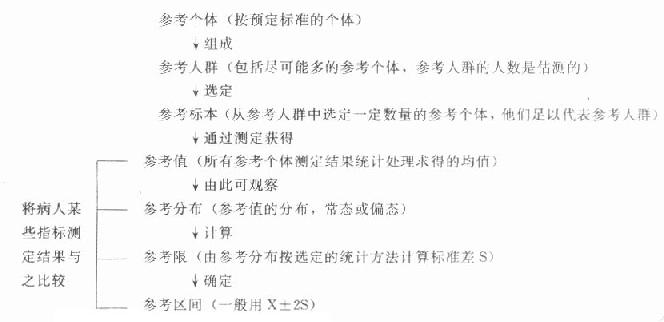 参考个体（按预定标准的个体）
组成
参考人群（包括尽可能多的参考个体、参考人群的人数是估测的）
选定
参考标本（从参考人群中选定一定数量的参考个体，他们足以代表参考人群）
通过测定获得
参考值（所有参考个体测定结果统计处理求得的均值）
由此可观察
将病人某
参考分布（参考值的分布，常态或偏态）
些指标测
计算
定结果与
参考限（由参考分布按选定的统计方法计算标准差S）
之比较
确定
参考区间（一般用X±2S）